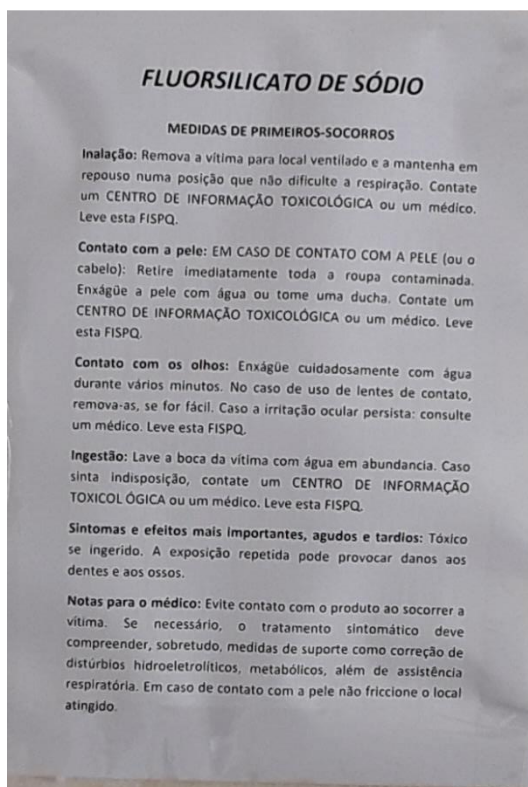 FLUORSILICATO DE SÓDIO
MEDIDAS DE PRIMEIROS-SOCORROS
Inalação: Remova a vítima para local ventilado e a mantenha em
repouso numa posição que não dificulte a respiração. Contate
um CENTRO DE INFORMAÇÃO TOXICOLÓGICA ou um médico.
Leve esta FISPQ.
Contato com a pele: EM CASO DE CONTATO COM A PELE (ou o
cabelo): Retire imediatamente toda a roupa contaminada.
Enxágüe a pele com água ou tome uma ducha. Contate um
CENTRO DE INFORMAÇÃO TOXICOLÓGICA ou um médico. Leve
esta FISPQ.
Contato com os olhos: Enxágüe cuidadosamente com água
durante vários minutos. No caso de uso de lentes de contato,
remova-as, se for fácil. Caso a irritação ocular persista: consulte
um médico. Leve esta FISPQ.
Ingestão: Lave a boca da vítima com água em abundancia. Caso
sinta indisposição, contate um CENTRO DE INFORMAÇÃO
TOXICOL ÓGICA ou um médico. Leve esta FISPQ.
Sintomas e efeitos mais importantes, agudos e tardios: Tóxico
se ingerido. A exposição repetida pode provocar danos aos
dentes e aos ossos.
Notas para o médico: Evite contato com o produto ao socorrer a
vítima. Se necessário, o tratamento sintomático deve
compreender, sobretudo, medidas de suporte como correção de
distúrbios hidroeletrolíticos, metabólicos, além de assistência
respiratória. Em caso de contato com a pele não friccione o local
atingido.